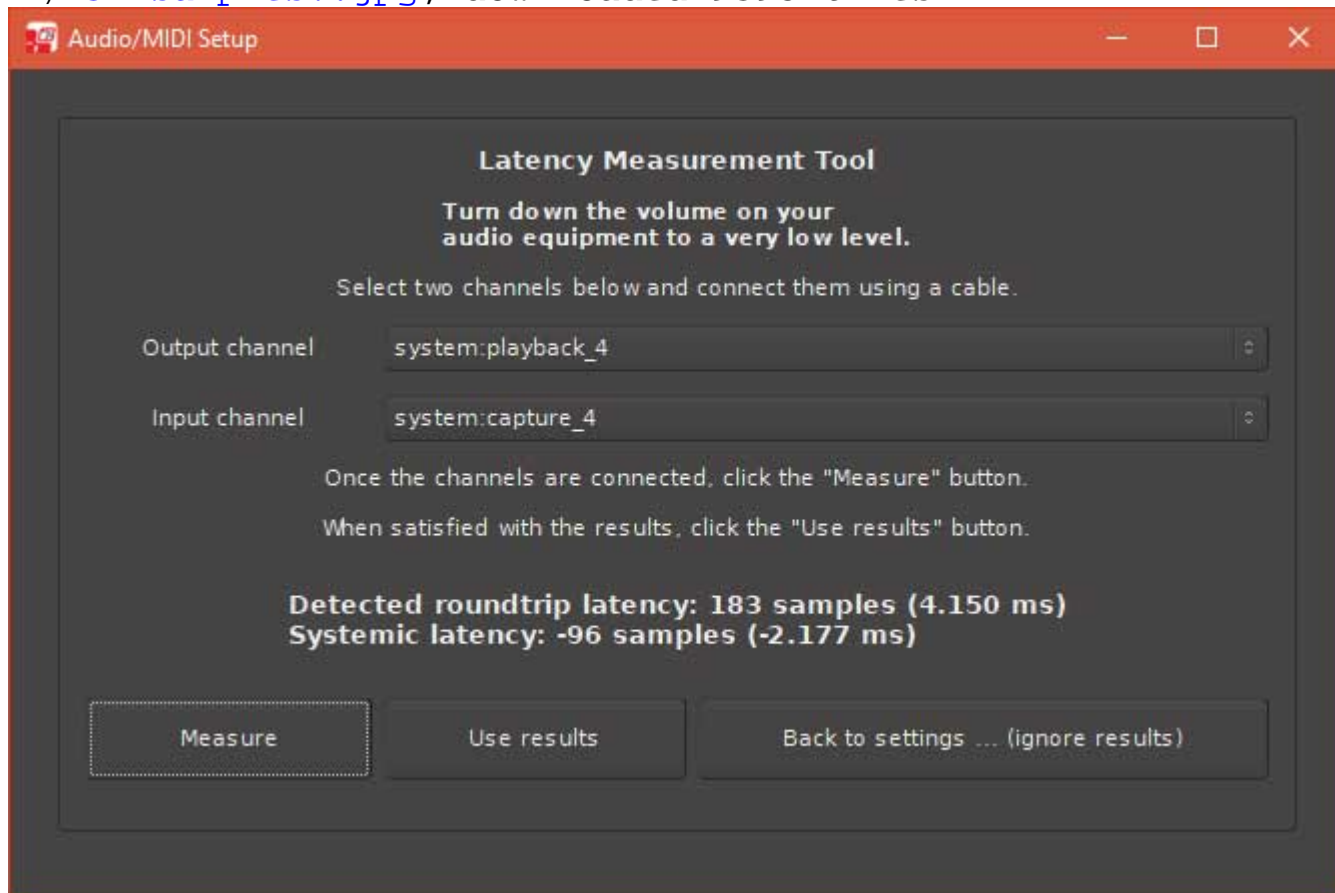 Audio/MIDI Setup
Latency Measurement Tool
Turn down the volume on your
audio equipment to a very low level.
Select two channels below and connect them using a cable.
Output channel system:playback_4
Input channel system:capture_4
Once the channels are connected, click the "Measure" button.
When satisfied with the results, click the "Use results" button.
Detected roundtrip latency: 183 samples (4.150 ms)
Systemic latency: -96 samples (-2.177 ms)
Measure Use results Back to settings ... (ignore results)